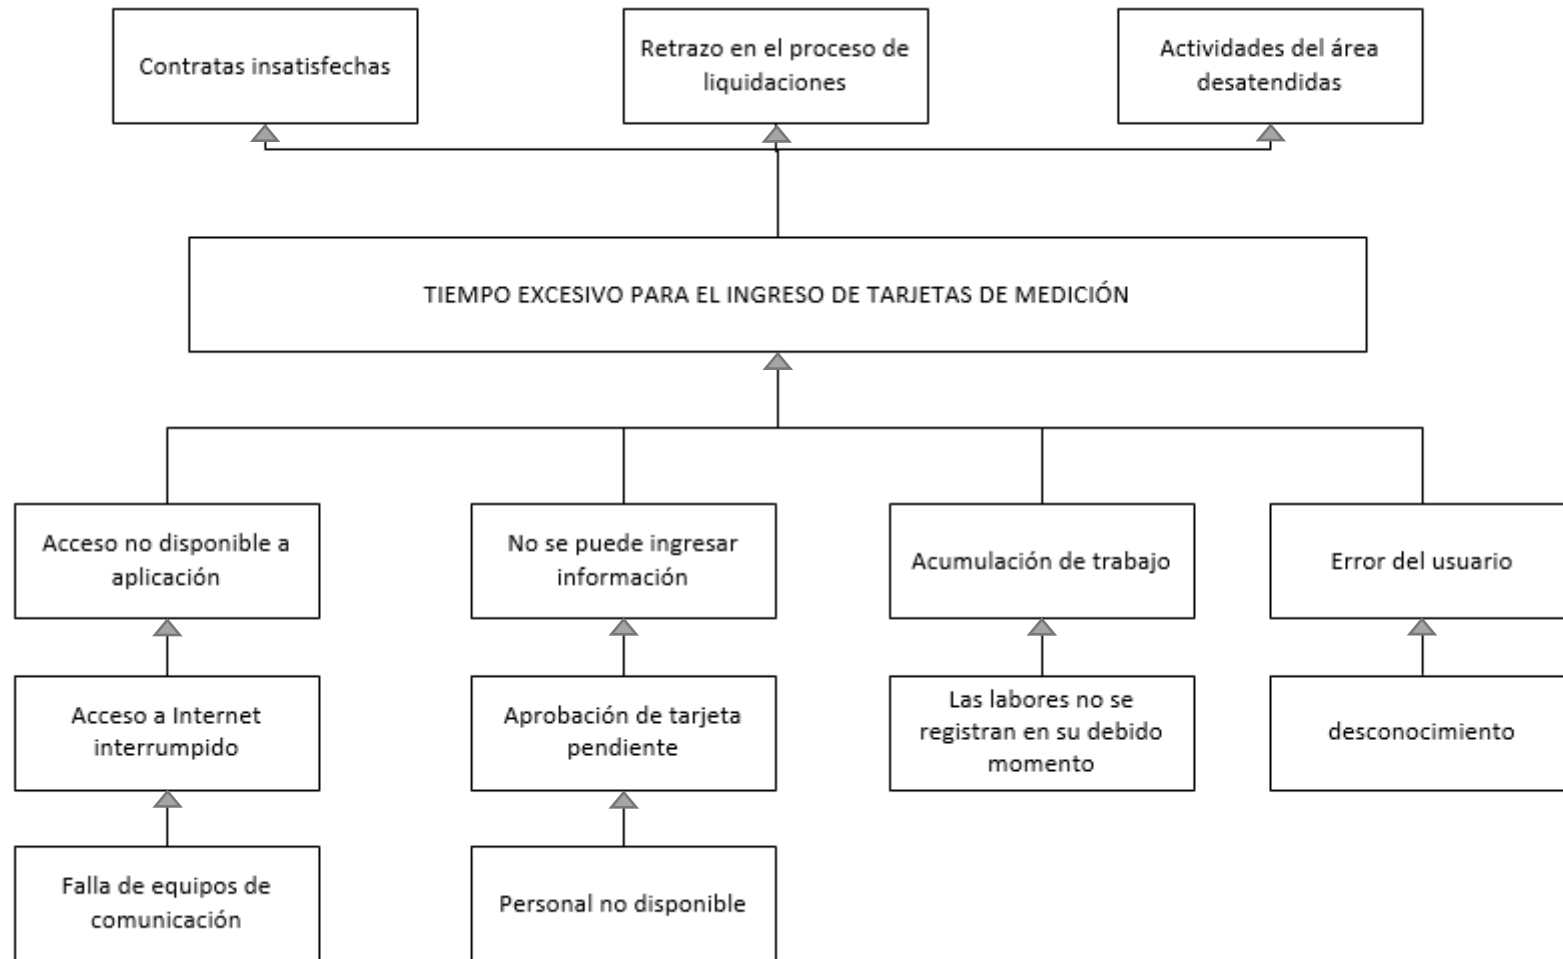 Contratas insatisfechas
Retrazo en el proceso de
liquidaciones
Actividades del área
desatendidas
TIEMPO EXCESIVO PARA EL INGRESO DE TARJETAS DE MEDICIÓN
Acceso no disponible a
aplicación
No se puede ingresar
información
Acumulación de trabajo
Error del usuario
Acceso a Internet
interrumpido
Aprobación de tarjeta
pendiente
Las labores no se
registran en su debido
momento
desconocimiento
Falla de equipos de
comunicación
Personal no disponible